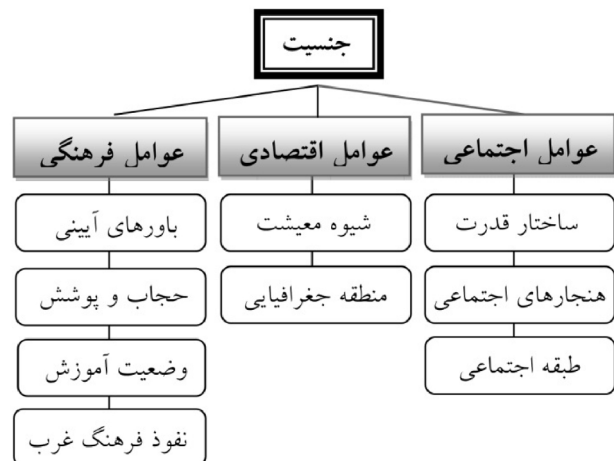 جنسیت
عوامل اجتماعی
عوامل اقتصادی
عوامل فرهنگی
ساختار قدرت
شیوه معیشت
باورهای آیینی
هنجارهای اجتماعی
منطقه جغرافیایی
حجاب و پوشش
طبقه اجتماعی
وضعیت آموزش
نفوذ فرهنگ غرب